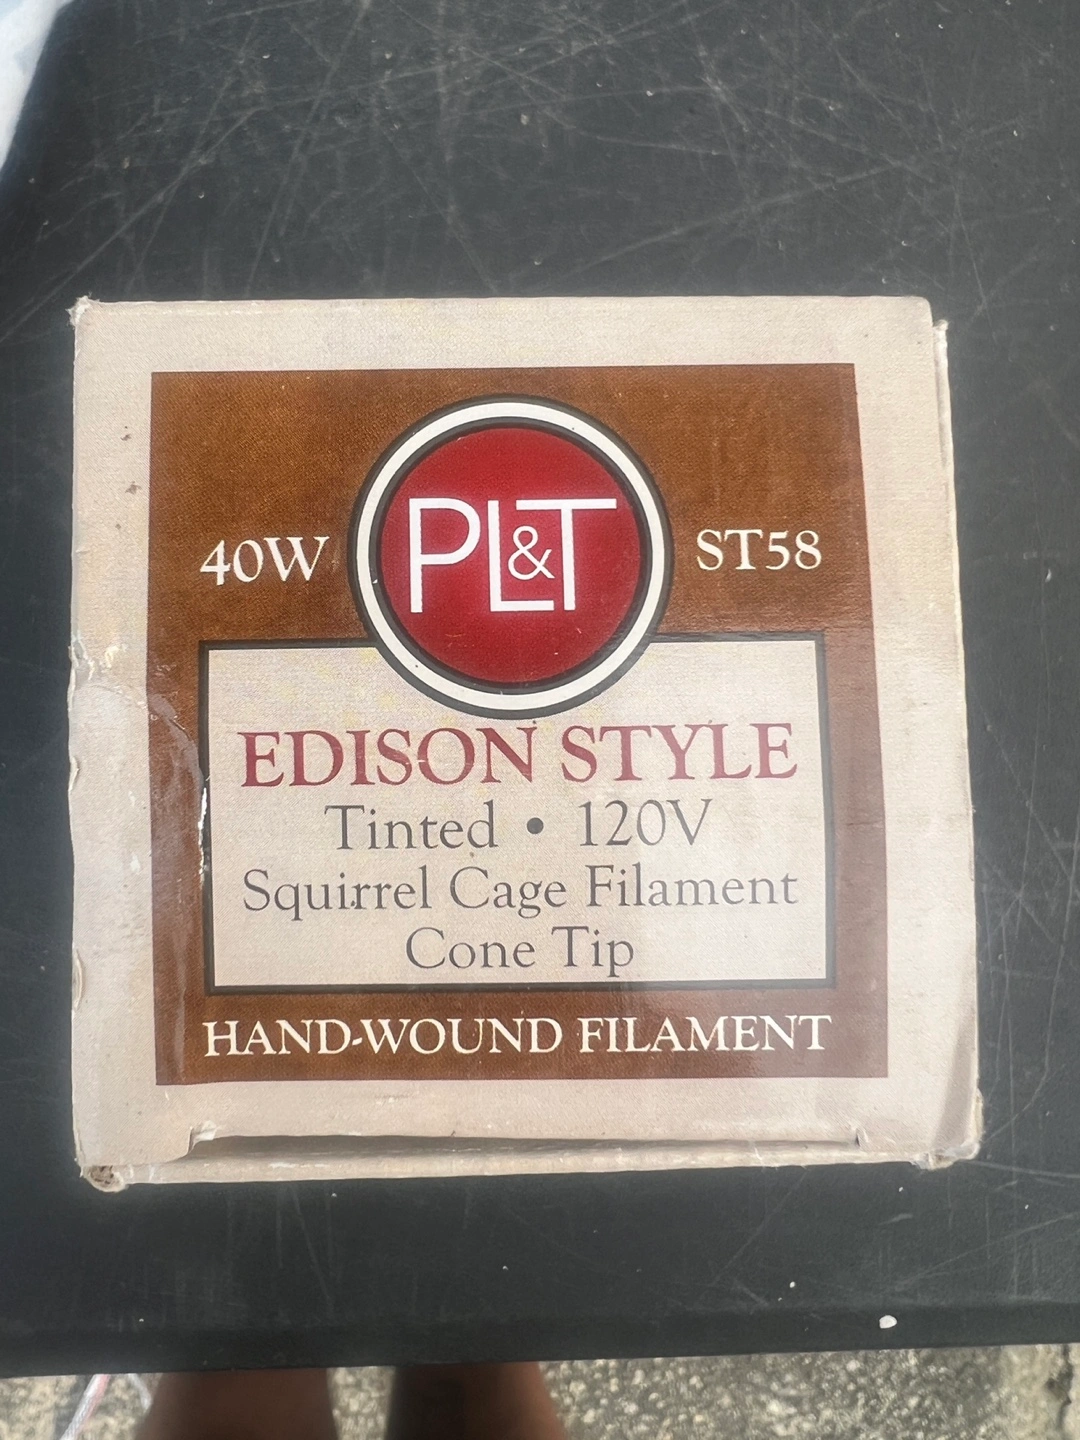 PL&T
40W ST58
EDISON STYLE
Tinted • 120V
Squirrel Cage Filament
Cone Tip
HAND-WOUND FILAMENT